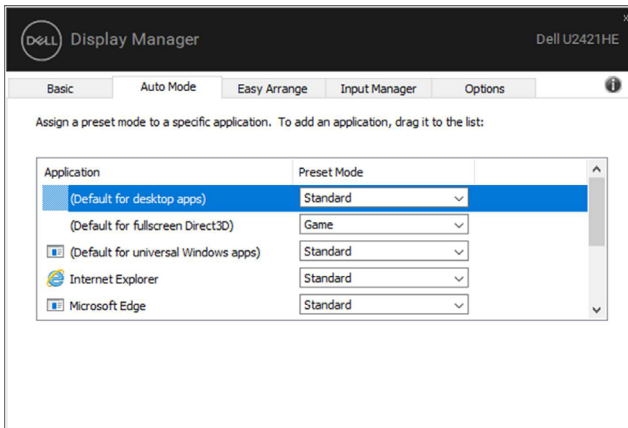 DELL Display Manager
x
Dell U2421HE
Basic Auto Mode Easy Arrange Input Manager Options i
Assign a preset mode to a specific application. To add an application, drag it to the list:
Application Preset Mode
(Default for desktop apps) Standard
(Default for fullscreen Direct3D) Game
(Default for universal Windows apps) Standard
Internet Explorer Standard
Microsoft Edge Standard